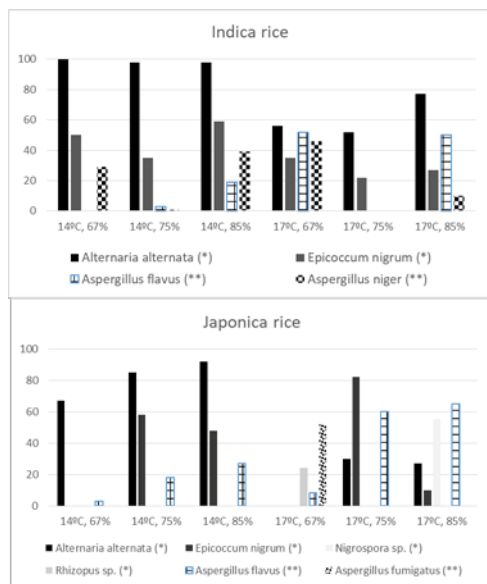 Indica rice
100
80
60
40
20
0
14ºC, 67% 14ºC, 75% 14ºC, 85% 17ºC, 67% 17ºC, 75% 17ºC, 85%
Alternaria alternata (*) Epicoccum nigrum (*)
Aspergillus flavus (**) Aspergillus niger (**)
Japonica rice
100
80
60
40
20
0
14ºC, 67% 14ºC, 75% 14ºC, 85% 17ºC, 67% 17ºC, 75% 17ºC, 85%
Alternaria alternata (*) Epicoccum nigrum (*) Nigrospora sp. (*)
Rhizopus sp. (*) Aspergillus flavus (**) Aspergillus fumigatus (**)